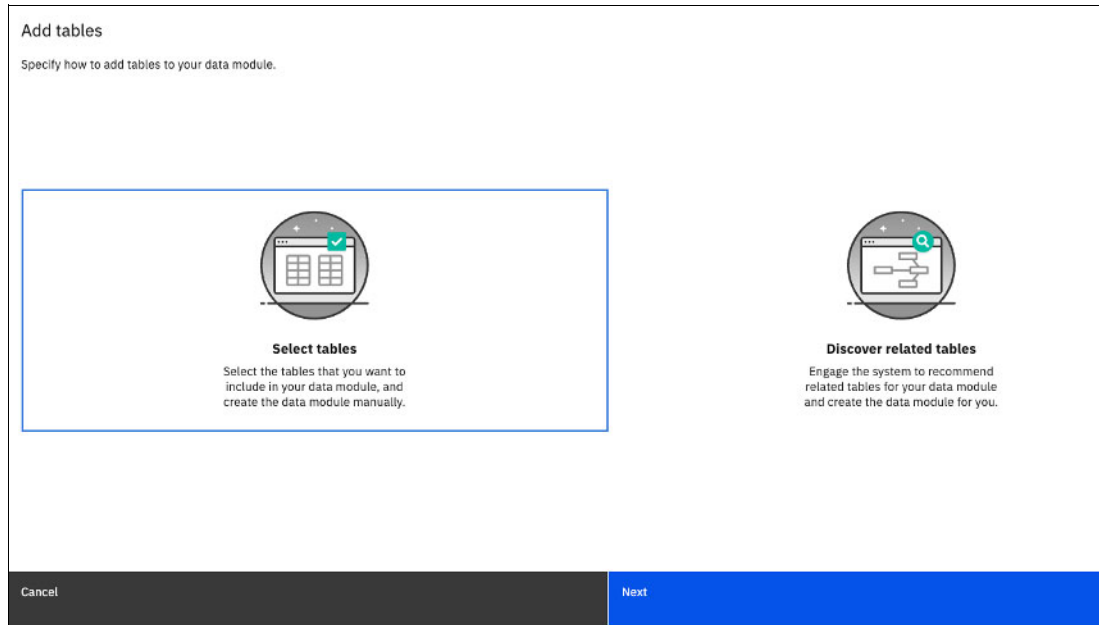 Add tables
Specify how to add tables to your data module.
Select tables
Select the tables that you want to
include in your data module, and
create the data module manually.
Discover related tables
Engage the system to recommend
related tables for your data module
and create the data module for you.
Cancel
Next